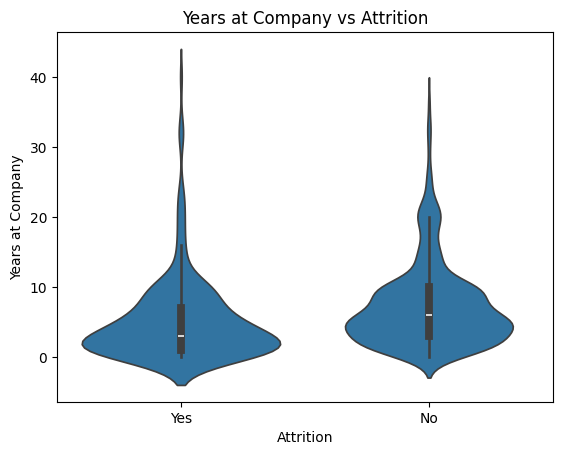 Years at Company vs Attrition
40
30
20
10
0
Years at Company
Yes
No
Attrition